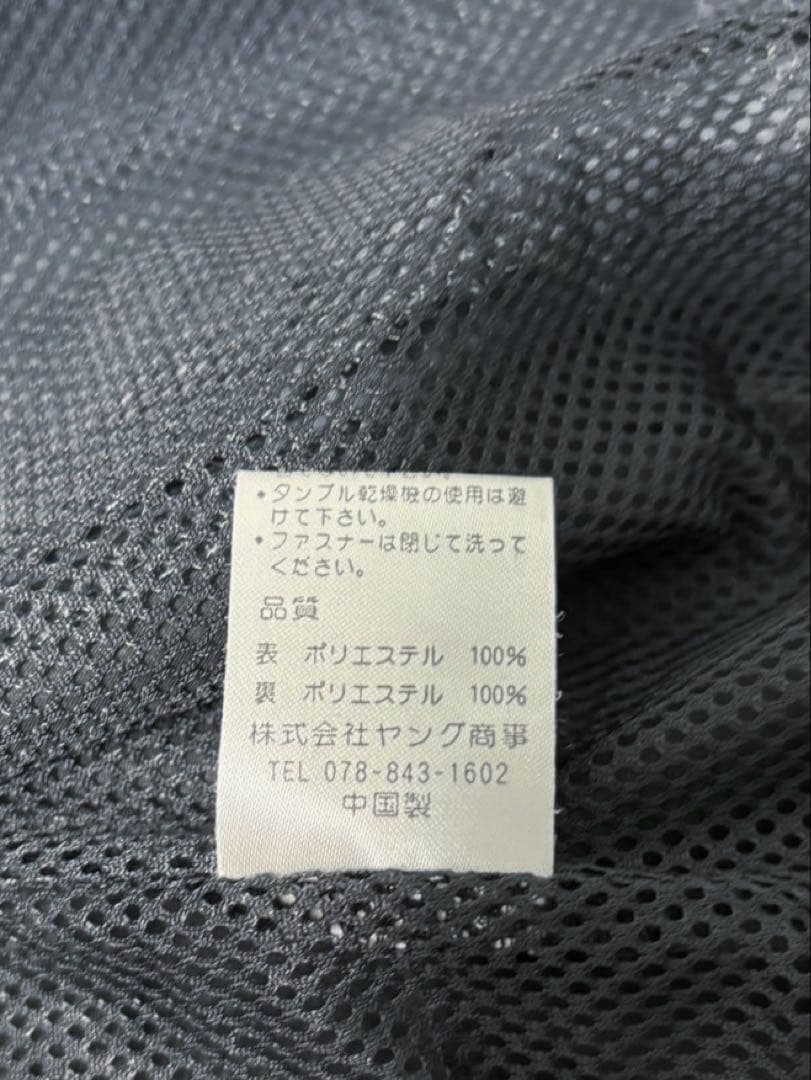 ・タンブル乾燥機の使用は避
けて下さい。
・ファスナーは閉じて洗って
ください。
品質
表 ポリエステル 100%
裏 ポリエステル 100%
株式会社ヤング商事
TEL 078-843-1602
中国製